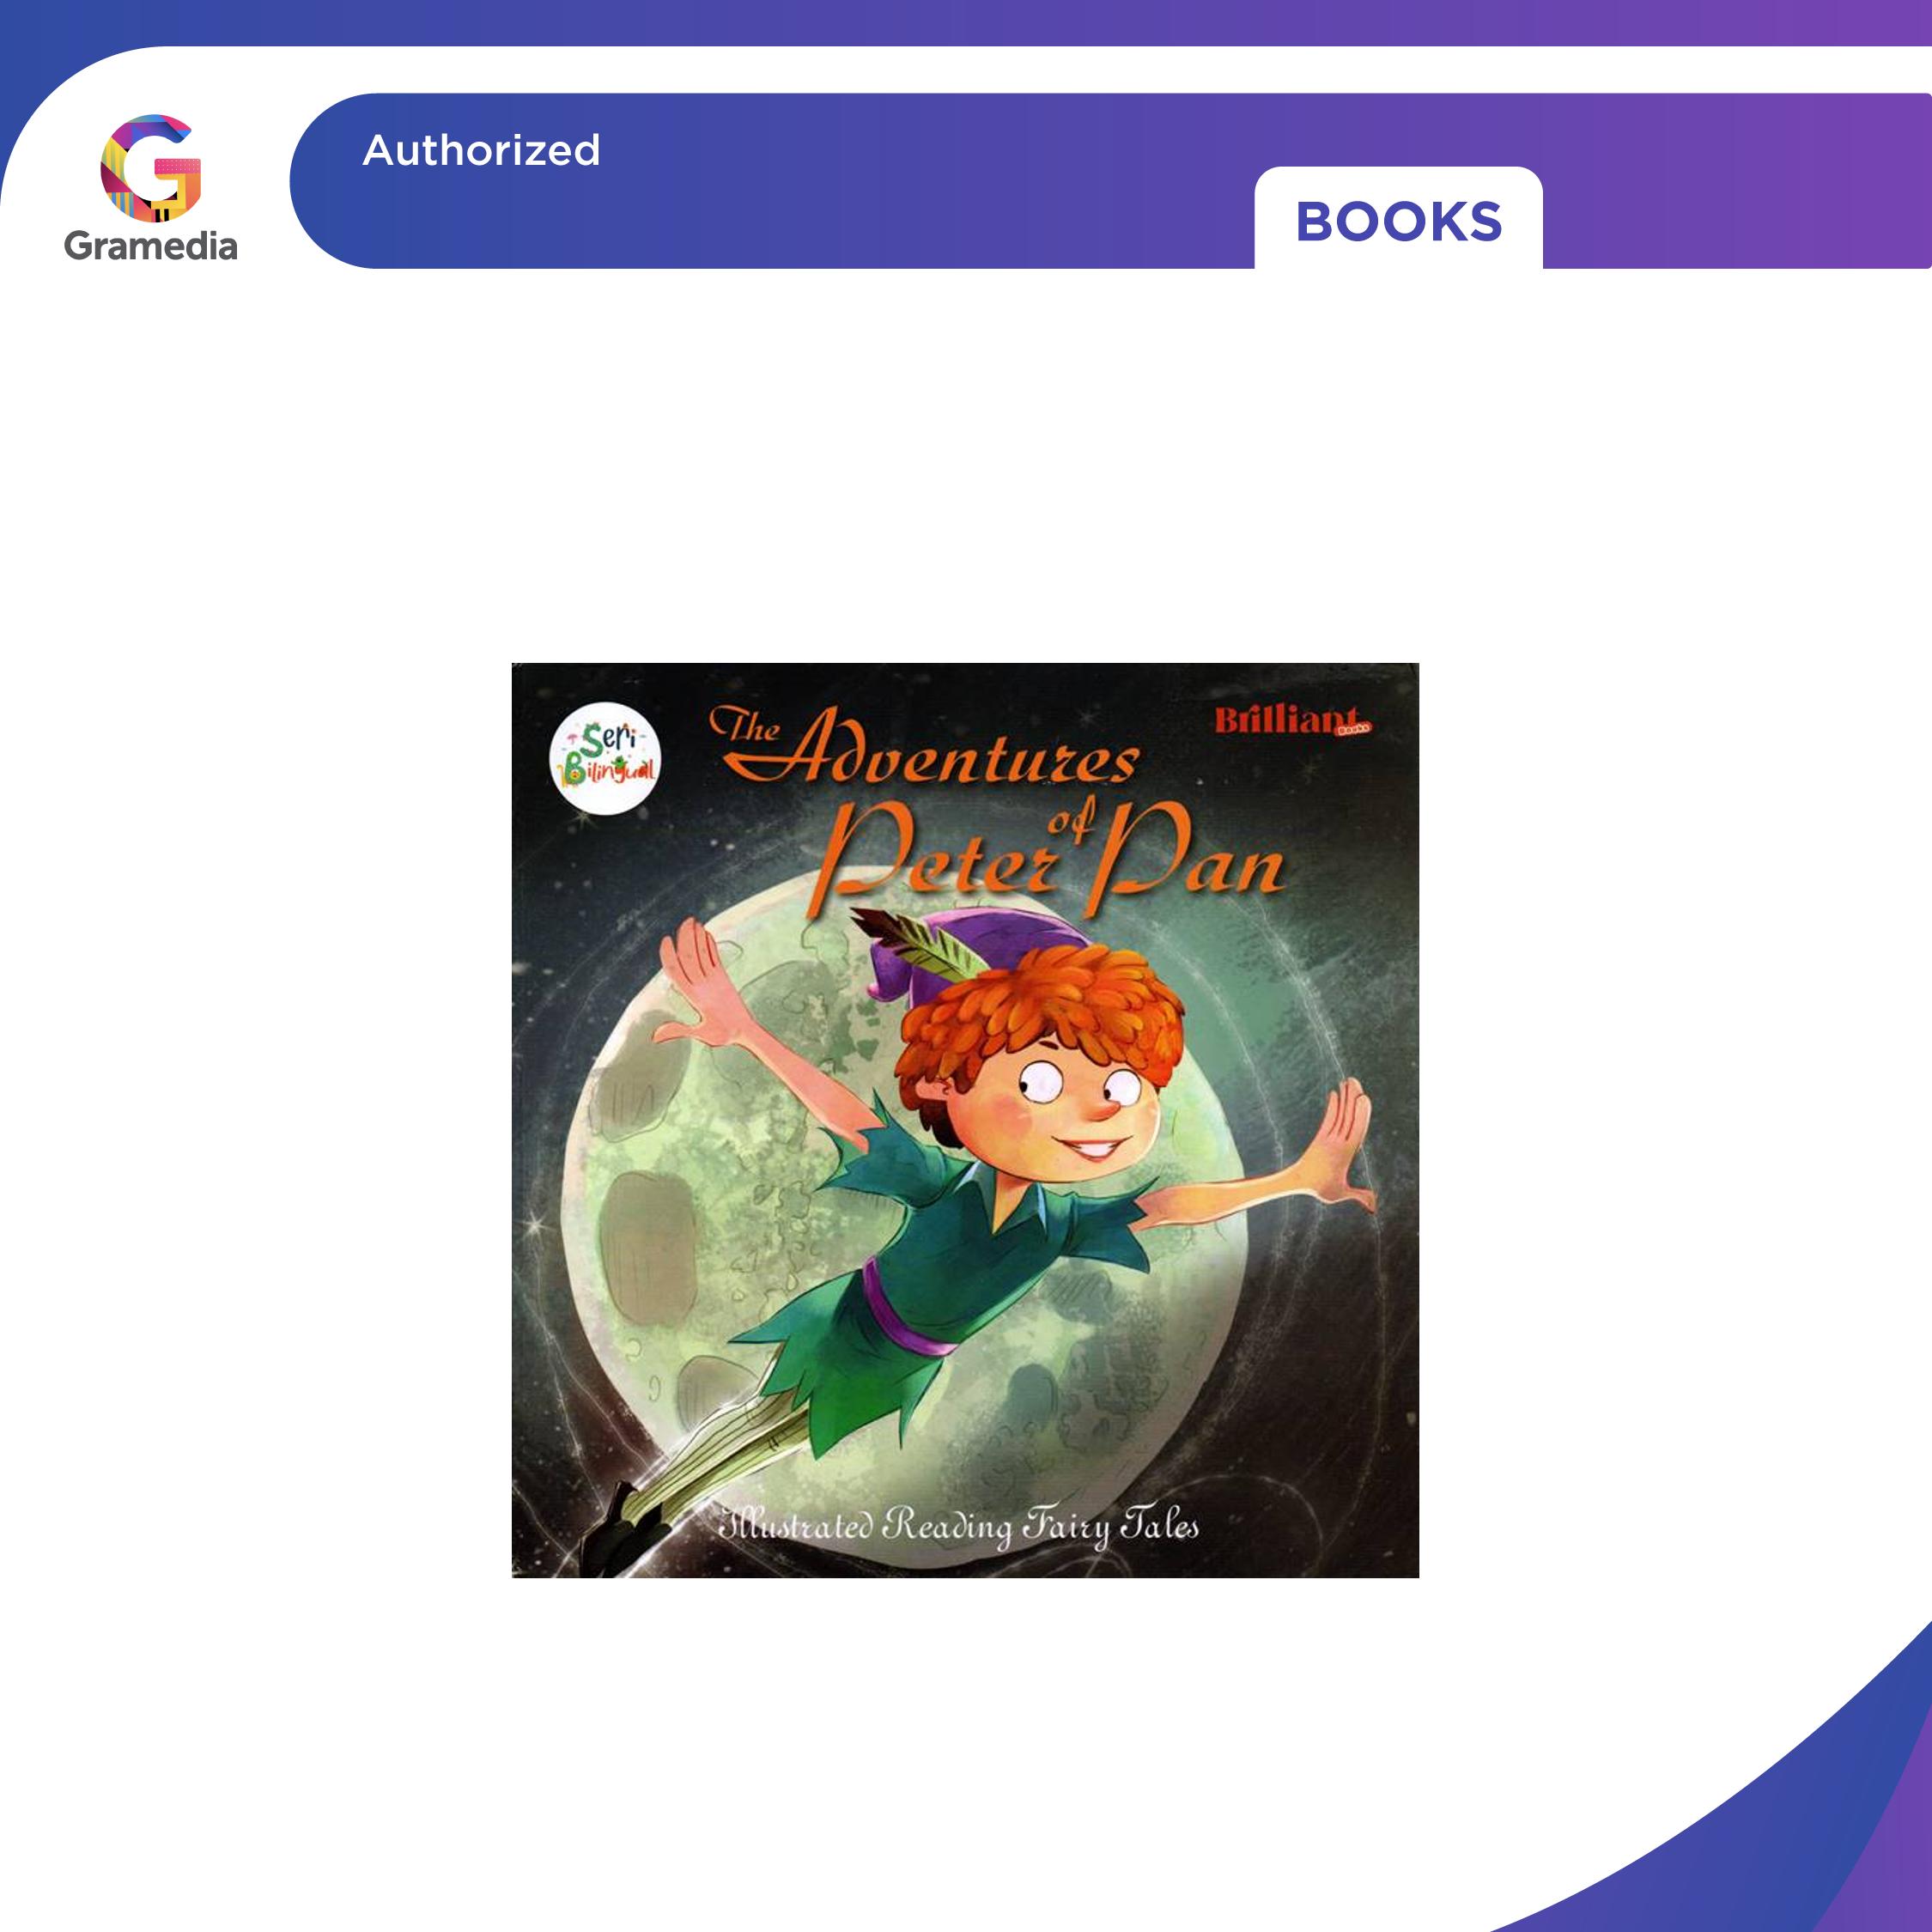 Authorized
Gramedia
BOOKS
Seri
Bilingual
The Adventures
of
Peter Pan
Brilliant
Books
Illustrated Reading Fairy Tales